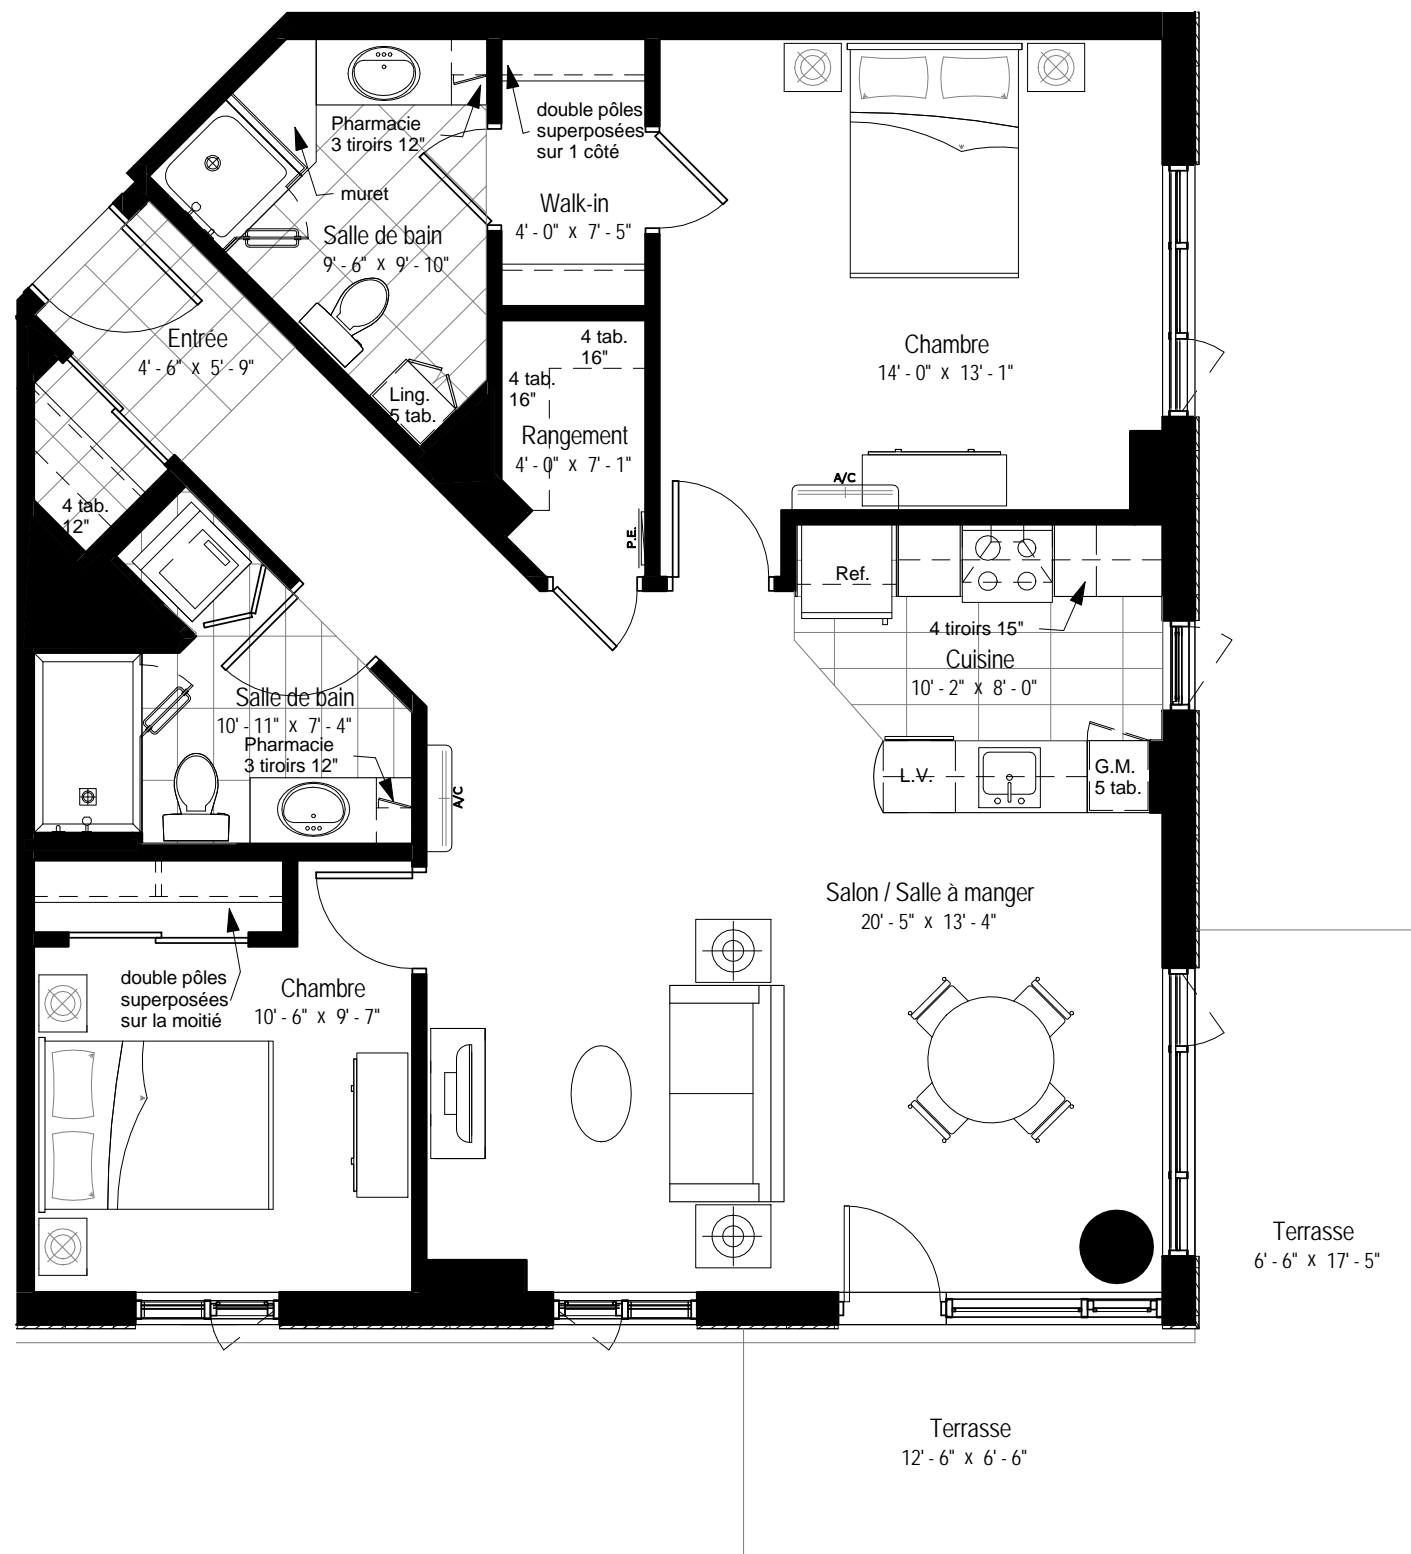 double pôles
superposées
sur 1 côté
Pharmacie
3 tiroirs 12"
muret
Walk-in
4' - 0" x 7' - 5"
Salle de bain
9' - 6" x 9' - 10"
Entrée
4' - 6" x 5' - 9"
4 tab.
16"
Chambre
14' - 0" x 13' - 1"
4 tab.
16"
Ling.
5 tab.
Rangement
4' - 0" x 7' - 1"
A/C
4 tab.
12"
P.E.
Ref.
4 tiroirs 15"
Cuisine
10' - 2" x 8' - 0"
Salle de bain
10' - 11" x 7' - 4"
Pharmacie
3 tiroirs 12"
A/C
L.V.
G.M.
5 tab.
Salon / Salle à manger
20' - 5" x 13' - 4"
double pôles
superposées
sur la moitié
Chambre
10' - 6" x 9' - 7"
Terrasse
6' - 6" x 17' - 5"
Terrasse
12' - 6" x 6' - 6"